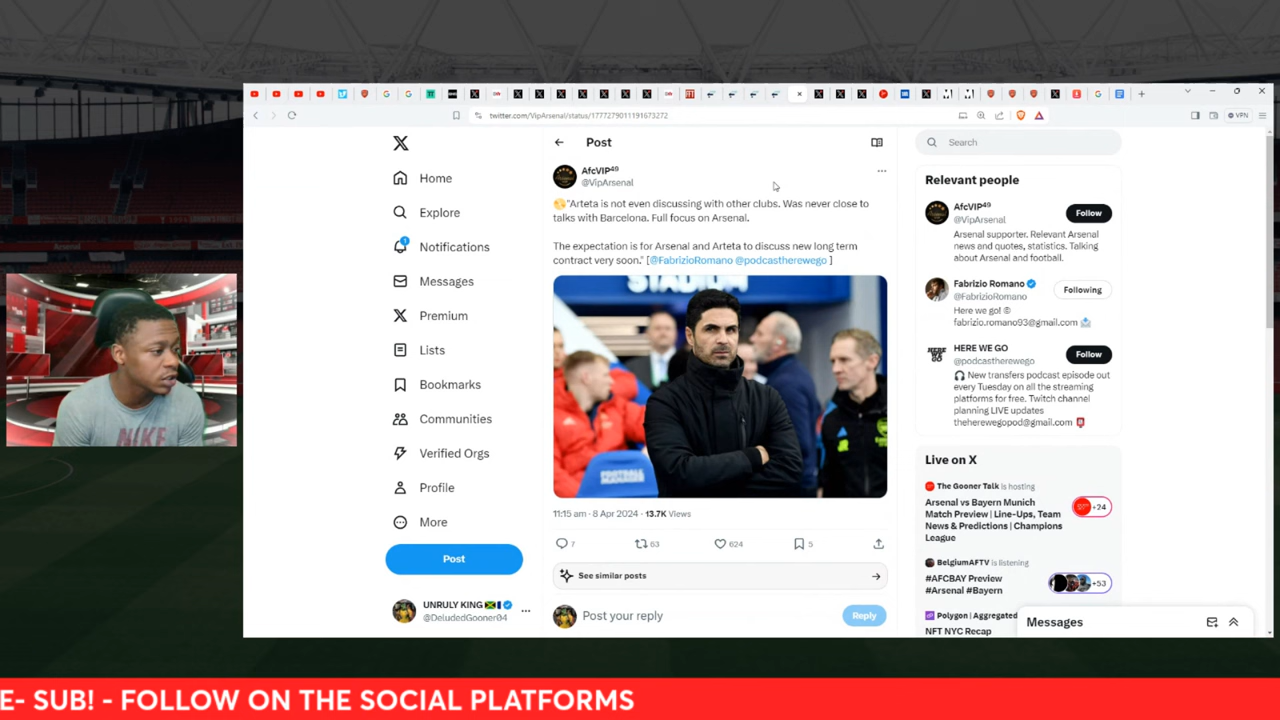 twitter.com/VipArsenal/status/1777279011191673272
VPN
Home
Explore
Notifications
Messages
Premium
Lists
Bookmarks
Communities
Verified Orgs
Profile
More
Post
UNRULY KING
@DeludedGooner04
Post
AfcVIP⁴⁹
@VipArsenal
"Arteta is not even discussing with other clubs. Was never close to
talks with Barcelona. Full focus on Arsenal.
The expectation is for Arsenal and Arteta to discuss new long term
contract very soon." [@FabrizioRomano @podcastherewego ]
STADIUM
FOOTBALL
MANAGER
11:15 am · 8 Apr 2024 · 13.7K Views
7
63
624
5
See similar posts
Post your reply
Reply
Search
Relevant people
AfcVIP⁴⁹
@VipArsenal
Follow
Arsenal supporter. Relevant Arsenal
news and quotes, statistics. Talking
about Arsenal and football.
Fabrizio Romano
@FabrizioRomano
Following
Here we go! ©
fabrizio.romano93@gmail.com
HERE WE GO
@podcastherewego
Follow
New transfers podcast episode out
every Tuesday on all the streaming
platforms for free. Twitch channel
planning LIVE updates
theherewegopod@gmail.com
Live on X
The Gooner Talk is hosting
Arsenal vs Bayern Munich
Match Preview | Line-Ups, Team
News & Predictions | Champions
League
+24
BelgiumAFTV is listening
#AFCBAY Preview
#Arsenal #Bayern
+53
Polygon | Aggregated
NFT NYC Recap
Messages
NIKE
E- SUB! - FOLLOW ON THE SOCIAL PLATFORMS